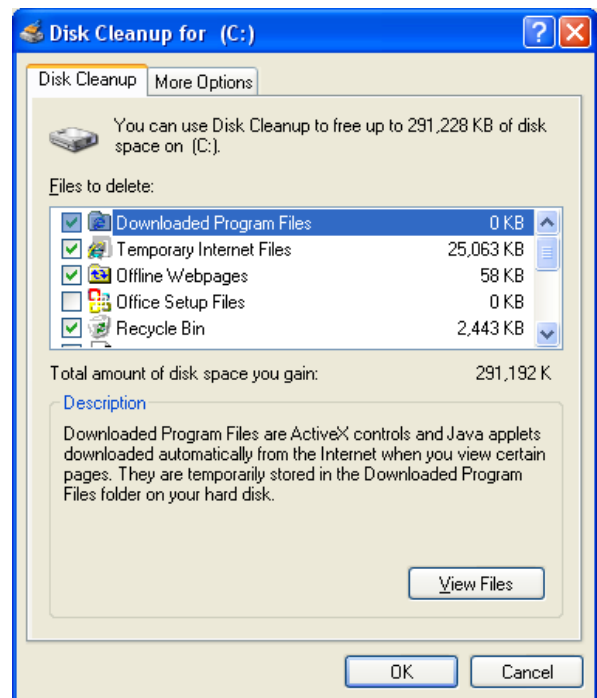 Disk Cleanup for (C:)
Disk Cleanup
More Options
You can use Disk Cleanup to free up to 291,228 KB of disk
space on (C:).
Files to delete:
Downloaded Program Files 0 KB
Temporary Internet Files 25,063 KB
Offline Webpages 58 KB
Office Setup Files 0 KB
Recycle Bin 2,443 KB
Total amount of disk space you gain: 291,192 K
Description
Downloaded Program Files are ActiveX controls and Java applets
downloaded automatically from the Internet when you view certain
pages. They are temporarily stored in the Downloaded Program
Files folder on your hard disk.
View Files
OK
Cancel